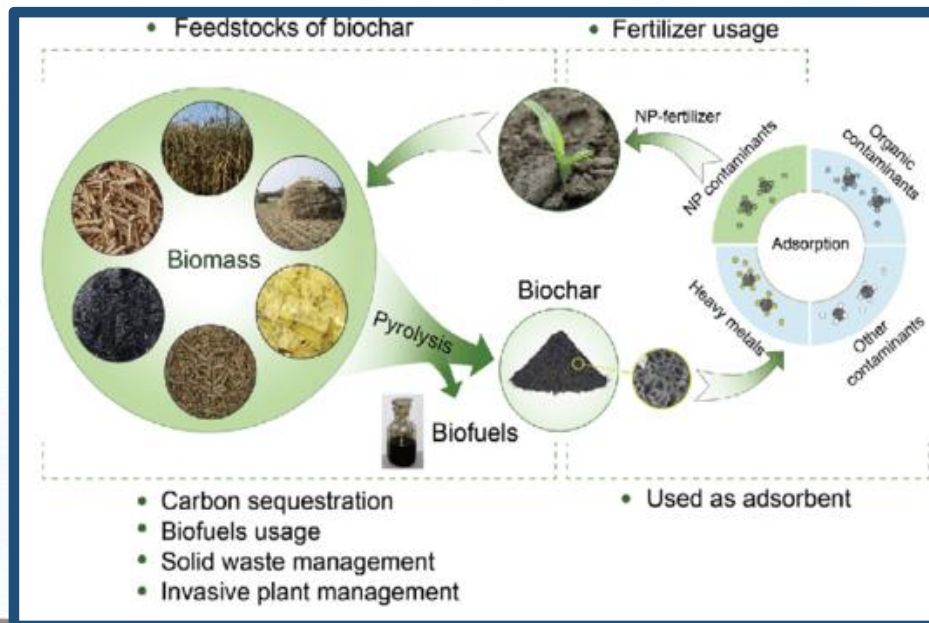 • Feedstocks of biochar
• Fertilizer usage
NP-fertilizer
NP contaminants
Organic
contaminants
Biomass
Adsorption
Biochar
Heavy metals
Other
contaminants
Pyrolysis
Biofuels
• Carbon sequestration
• Biofuels usage
• Solid waste management
• Invasive plant management
• Used as adsorbent